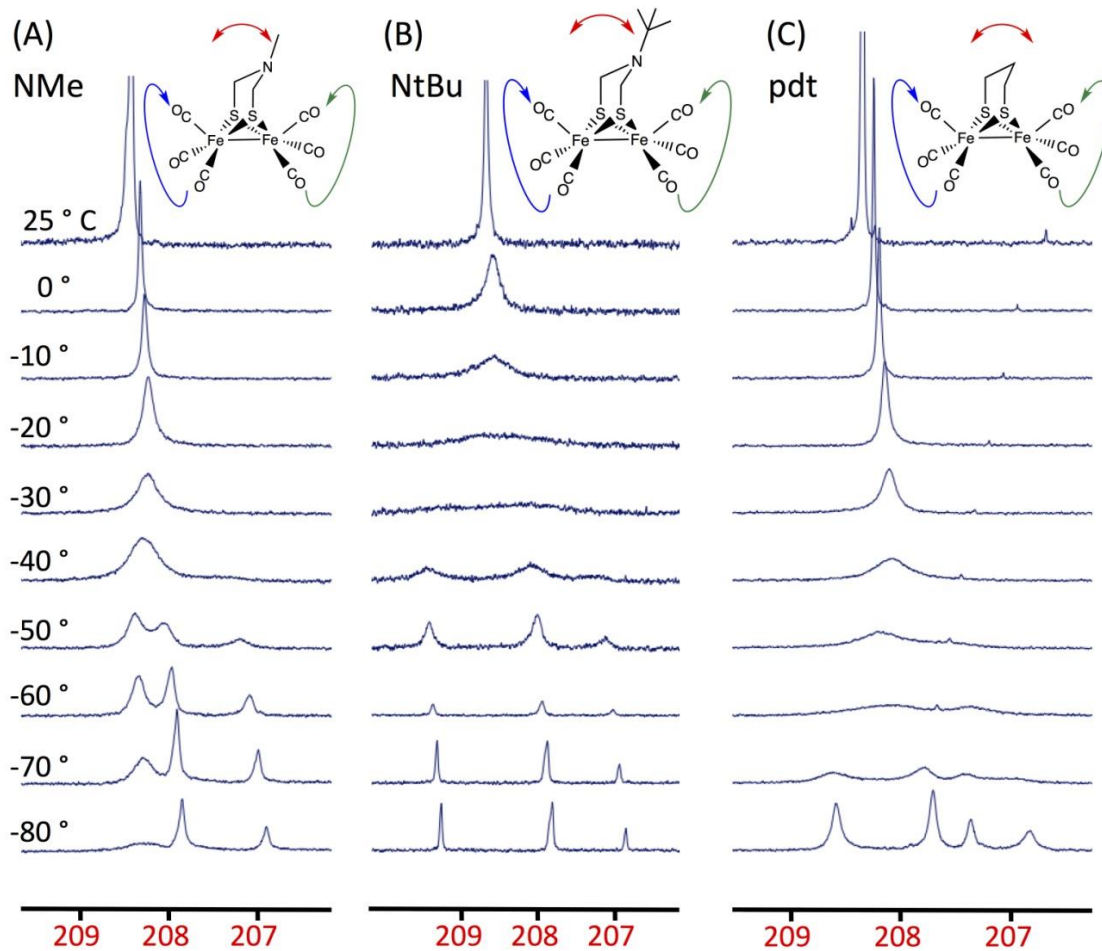 (A)
NMe
N
OC
S
S
CO
OC
Fe
Fe
CO
OC
CO
(B)
NtBu
N
OC
S
S
CO
OC
Fe
Fe
CO
OC
CO
(C)
pdt
OC
S
S
CO
OC
Fe
Fe
CO
OC
CO
25 ° C
0 °
-10 °
-20 °
-30 °
-40 °
-50 °
-60 °
-70 °
-80 °
209 208 207
209 208 207
209 208 207